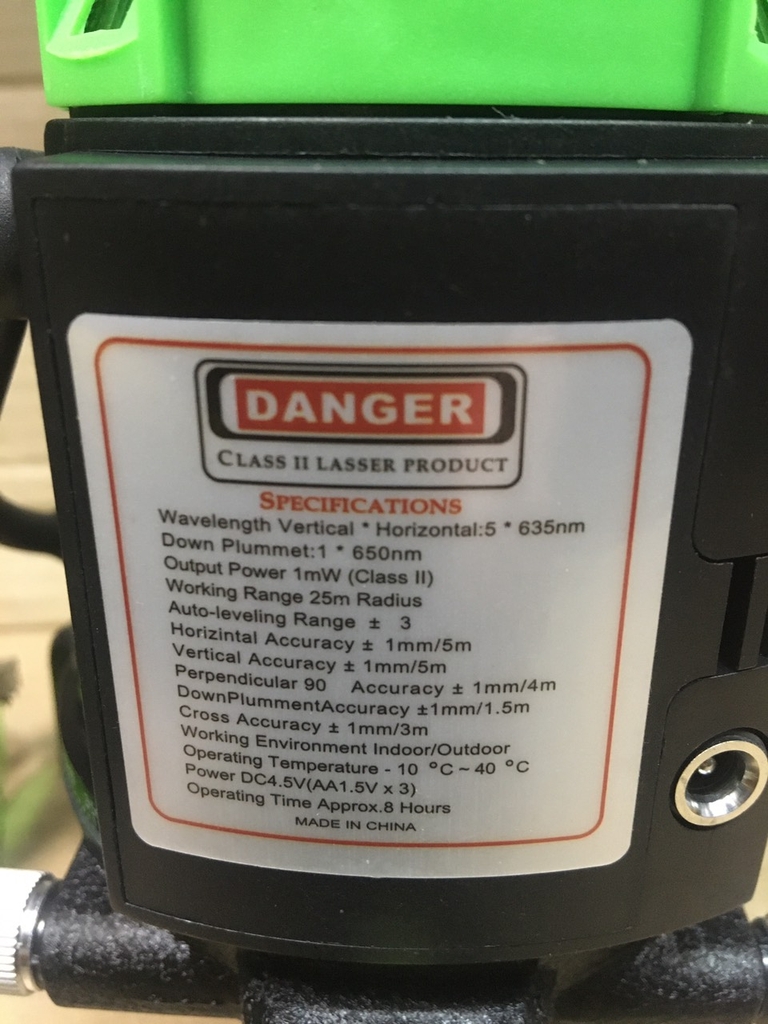 DANGER
CLASS II LASSER PRODUCT
SPECIFICATIONS
Wavelength Vertical * Horizontal:5 * 635nm
Down Plummet:1 * 650nm
Output Power 1mW (Class II)
Working Range 25m Radius
Auto-leveling Range ± 3
Horizintal Accuracy ± 1mm/5m
Vertical Accuracy ± 1mm/5m
Perpendicular 90 Accuracy ± 1mm/4m
DownPlummentAccuracy ±1mm/1.5m
Cross Accuracy ± 1mm/3m
Working Environment Indoor/Outdoor
Operating Temperature - 10 °C ~ 40 °C
Power DC4.5V(AA1.5V x 3)
Operating Time Approx.8 Hours
MADE IN CHINA